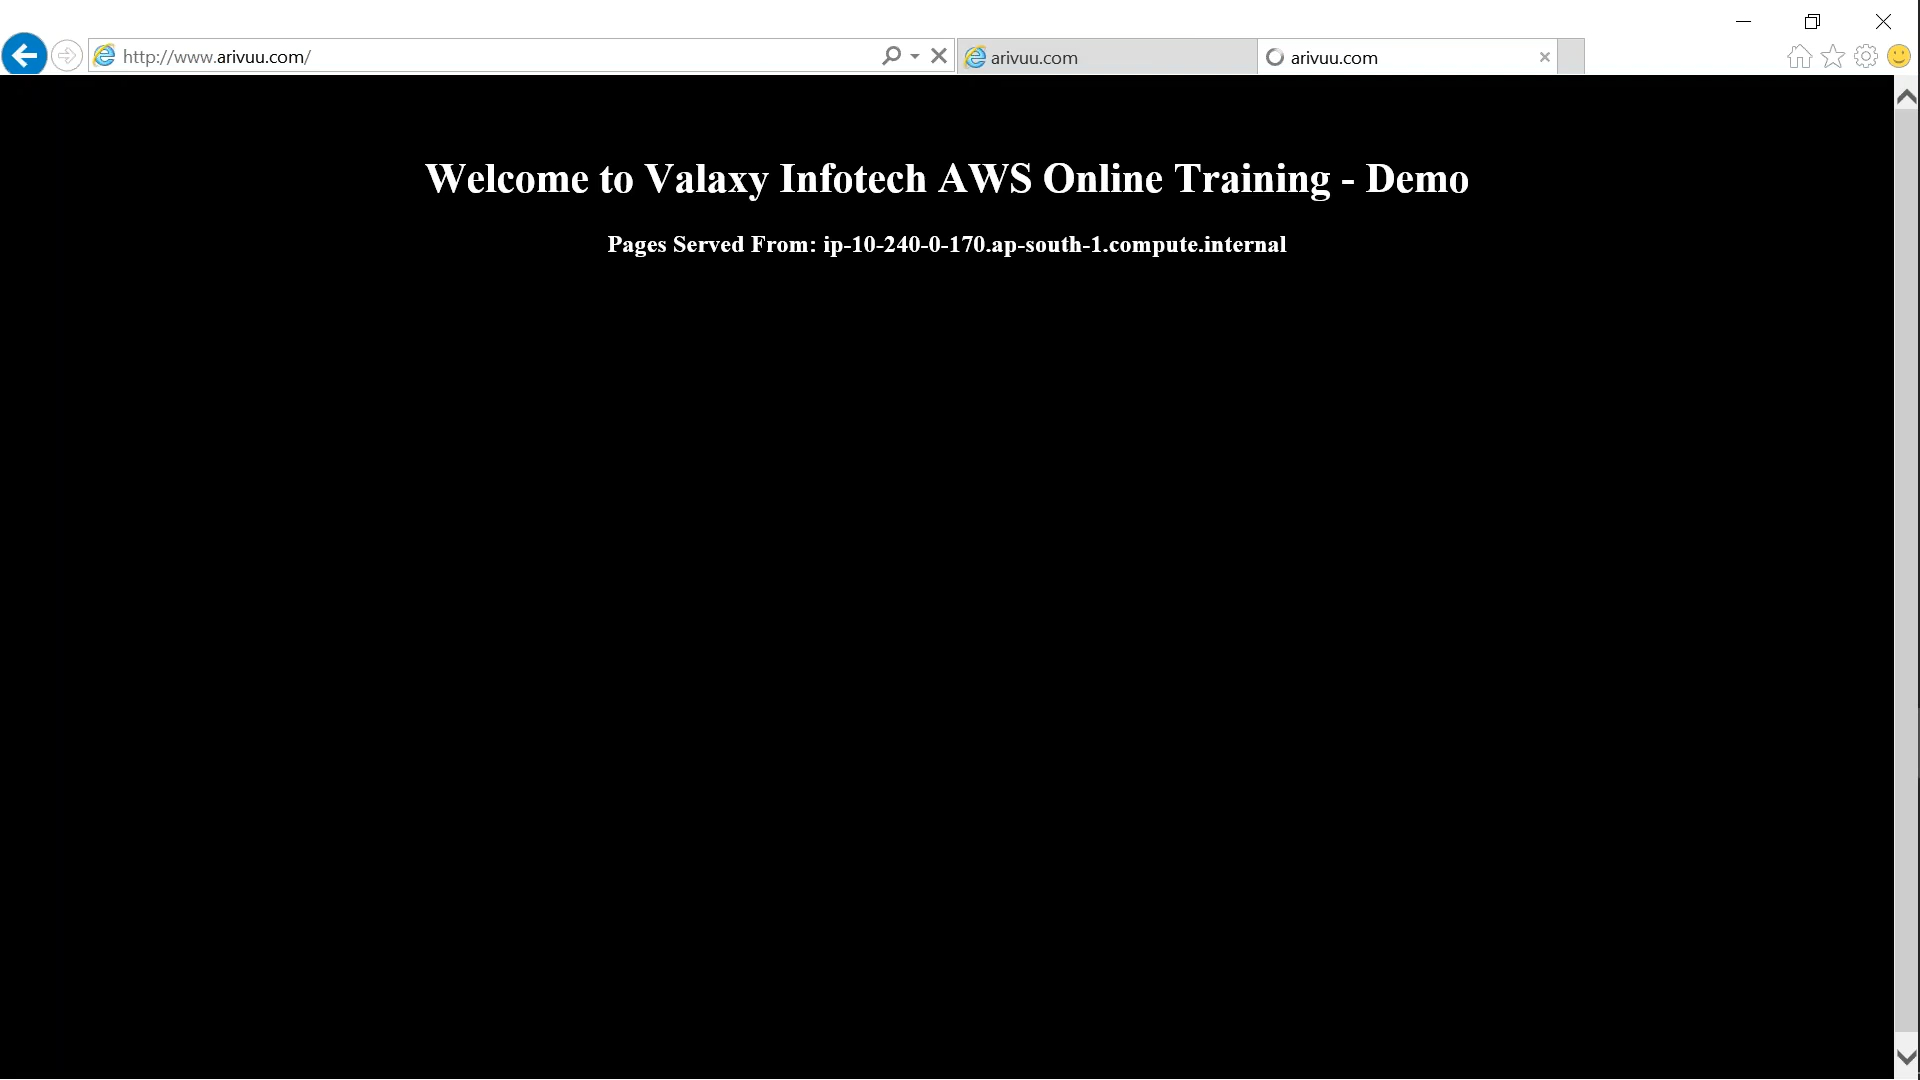 http://www.arivuu.com/
arivuu.com
arivuu.com
Welcome to Valaxy Infotech AWS Online Training - Demo
Pages Served From: ip-10-240-0-170.ap-south-1.compute.internal